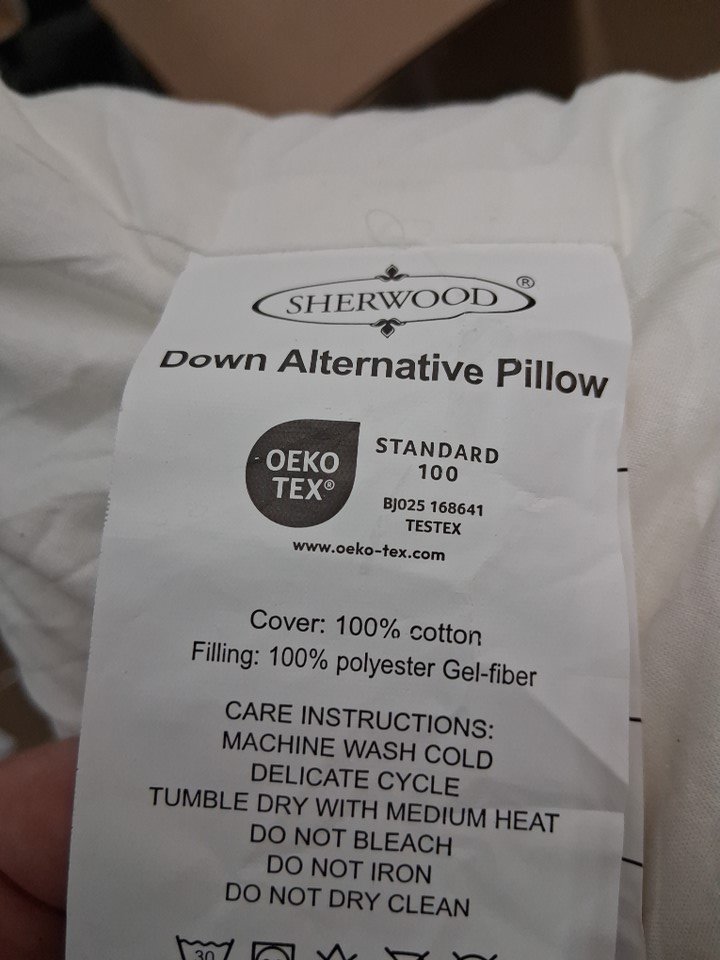 SHERWOOD®
Down Alternative Pillow
OEKO
TEX®
STANDARD
100
BJ025 168641
TESTEX
www.oeko-tex.com
Cover: 100% cotton
Filling: 100% polyester Gel-fiber
CARE INSTRUCTIONS:
MACHINE WASH COLD
DELICATE CYCLE
TUMBLE DRY WITH MEDIUM HEAT
DO NOT BLEACH
DO NOT IRON
DO NOT DRY CLEAN
30